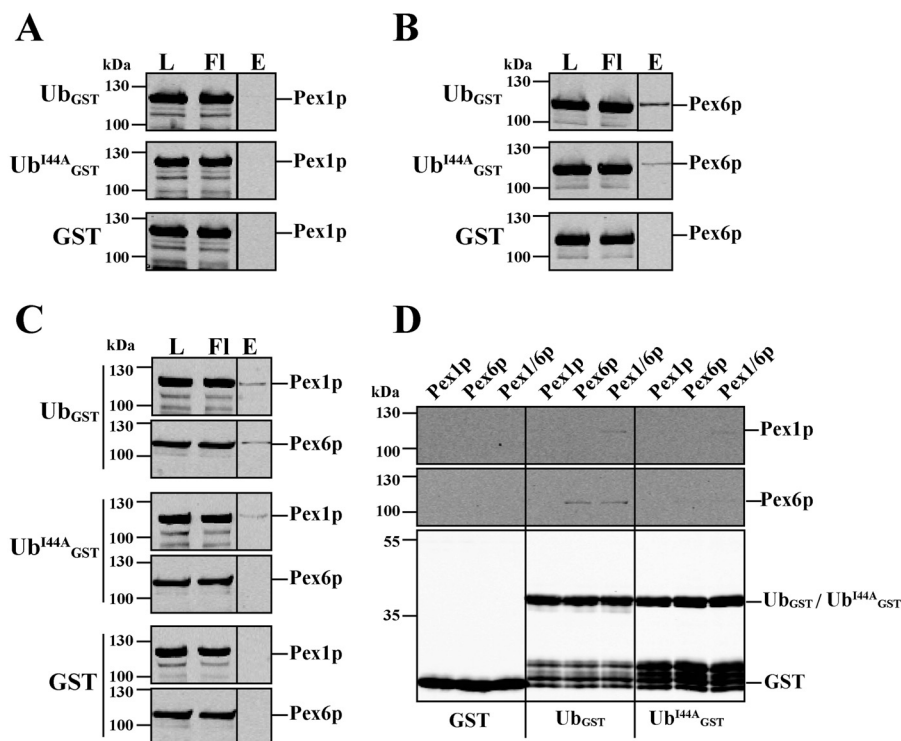 A
kDa L Fl E
Ub_GST 130 100 Pex1p
Ub^I44A_GST 130 100 Pex1p
GST 130 100 Pex1p
B
kDa L Fl E
Ub_GST 130 100 Pex6p
Ub^I44A_GST 130 100 Pex6p
GST 130 100 Pex6p
C
kDa L Fl E
Ub_GST
130 100 Pex1p
130 100 Pex6p
Ub^I44A_GST
130 100 Pex1p
130 100 Pex6p
GST
130 100 Pex1p
130 100 Pex6p
D
kDa Pex1p Pex6p Pex1/6p Pex1p Pex6p Pex1/6p Pex1p Pex6p Pex1/6p
130 100 Pex1p
130 100 Pex6p
55
35 Ub_GST / Ub^I44A_GST
GST
GST Ub_GST Ub^I44A_GST